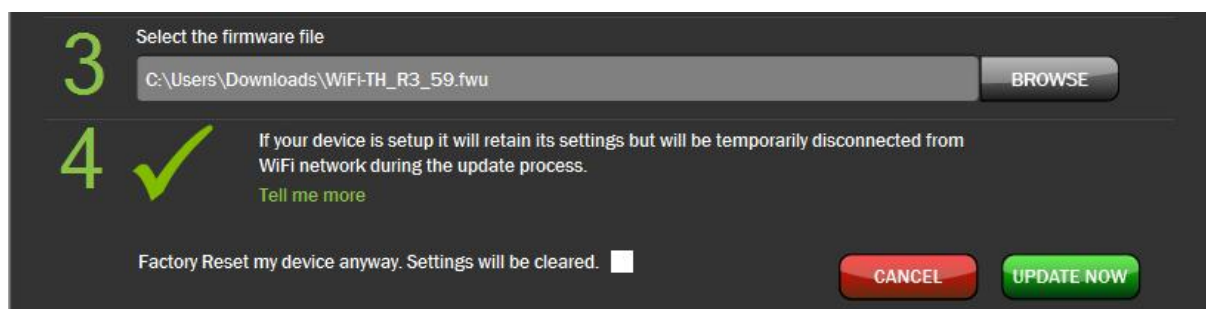 3
Select the firmware file
C:\Users\Downloads\WiFi-TH_R3_59.fwu
BROWSE
4
If your device is setup it will retain its settings but will be temporarily disconnected from
WiFi network during the update process.
Tell me more
Factory Reset my device anyway. Settings will be cleared.
CANCEL
UPDATE NOW